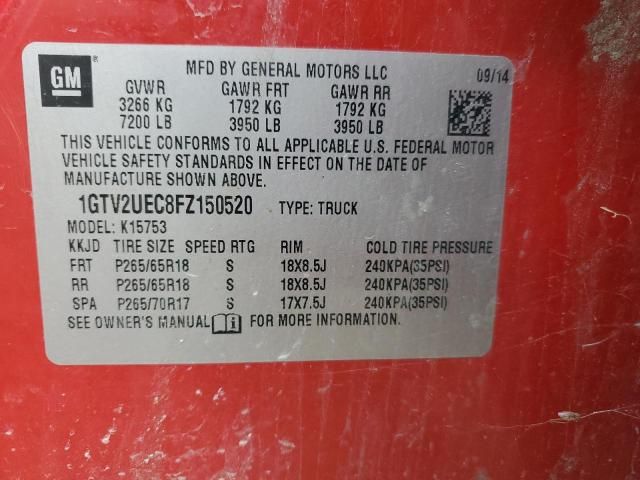 GM
MFD BY GENERAL MOTORS LLC 09/14
GVWR GAWR FRT GAWR RR
3266 KG 1792 KG 1792 KG
7200 LB 3950 LB 3950 LB
THIS VEHICLE CONFORMS TO ALL APPLICABLE U.S. FEDERAL MOTOR
VEHICLE SAFETY STANDARDS IN EFFECT ON THE DATE OF
MANUFACTURE SHOWN ABOVE.
1GTV2UEC8FZ150520 TYPE: TRUCK
MODEL: K15753
KKJD TIRE SIZE SPEED RTG RIM COLD TIRE PRESSURE
FRT P265/65R18 S 18X8.5J 240KPA(35PSI)
RR P265/65R18 S 18X8.5J 240KPA(35PSI)
SPA P265/70R17 S 17X7.5J 240KPA(35PSI)
SEE OWNER'S MANUAL FOR MORE INFORMATION.